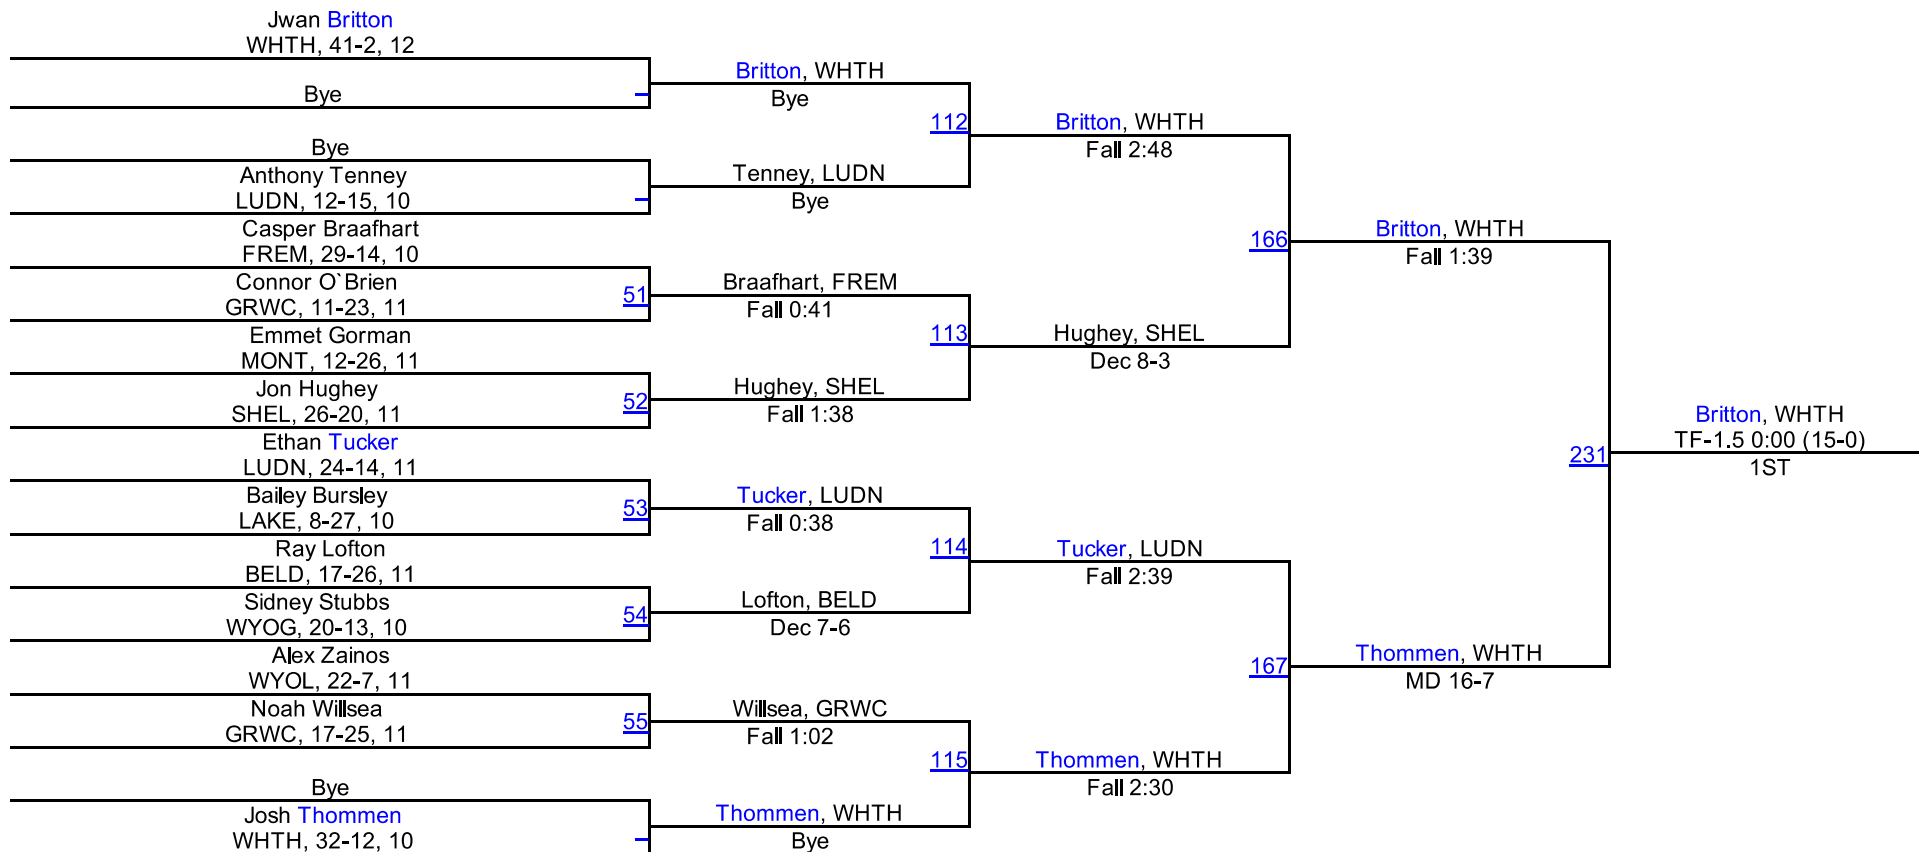 Jwan Britton
WHTH, 41-2, 12
Bye
Bye
Anthony Tenney
LUDN, 12-15, 10
Casper Braafhart
FREM, 29-14, 10
Connor O`Brien
GRWC, 11-23, 11
51
Emmet Gorman
MONT, 12-26, 11
Jon Hughey
SHEL, 26-20, 11
52
Ethan Tucker
LUDN, 24-14, 11
Bailey Bursley
LAKE, 8-27, 10
53
Ray Lofton
BELD, 17-26, 11
Sidney Stubbs
WYOG, 20-13, 10
54
Alex Zainos
WYOL, 22-7, 11
Noah Willsea
GRWC, 17-25, 11
55
Bye
Josh Thommen
WHTH, 32-12, 10
Britton, WHTH
Bye
112
Tenney, LUDN
Bye
Braafhart, FREM
Fall 0:41
113
Hughey, SHEL
Fall 1:38
Tucker, LUDN
Fall 0:38
114
Lofton, BELD
Dec 7-6
Willsea, GRWC
Fall 1:02
115
Thommen, WHTH
Bye
Britton, WHTH
Fall 2:48
166
Hughey, SHEL
Dec 8-3
Tucker, LUDN
Fall 2:39
167
Thommen, WHTH
Fall 2:30
Britton, WHTH
Fall 1:39
231
Thommen, WHTH
MD 16-7
Britton, WHTH
TF-1.5 0:00 (15-0)
1ST